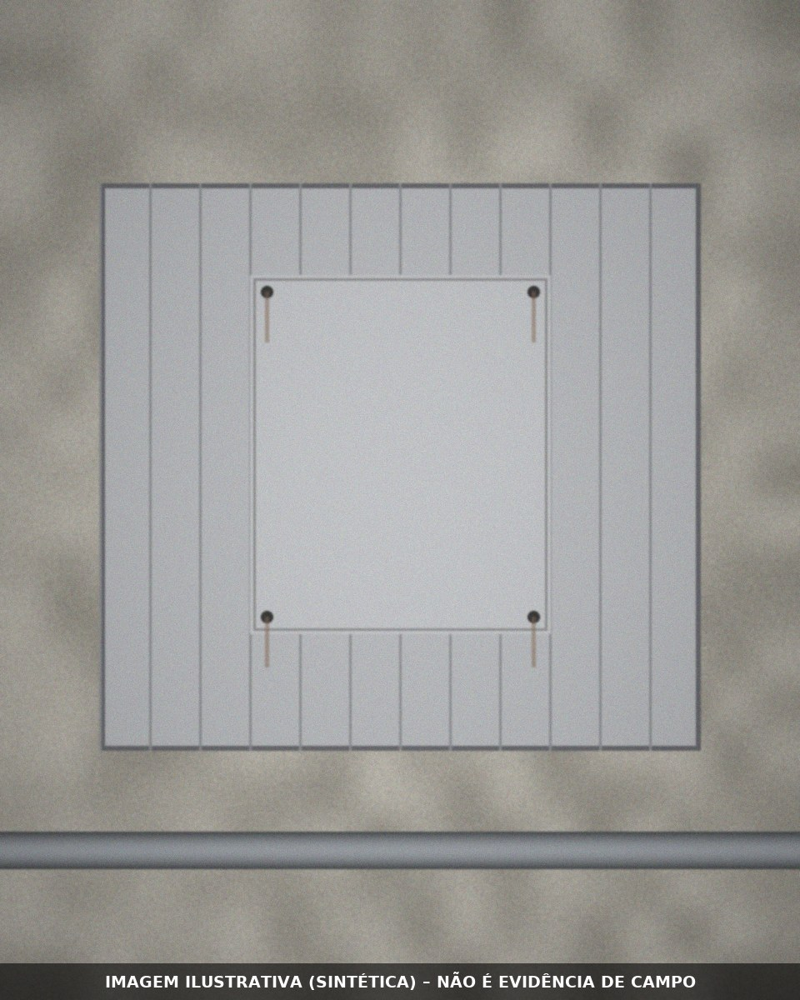 IMAGEM ILUSTRATIVA (SINTÉTICA) – NÃO É EVIDÊNCIA DE CAMPO